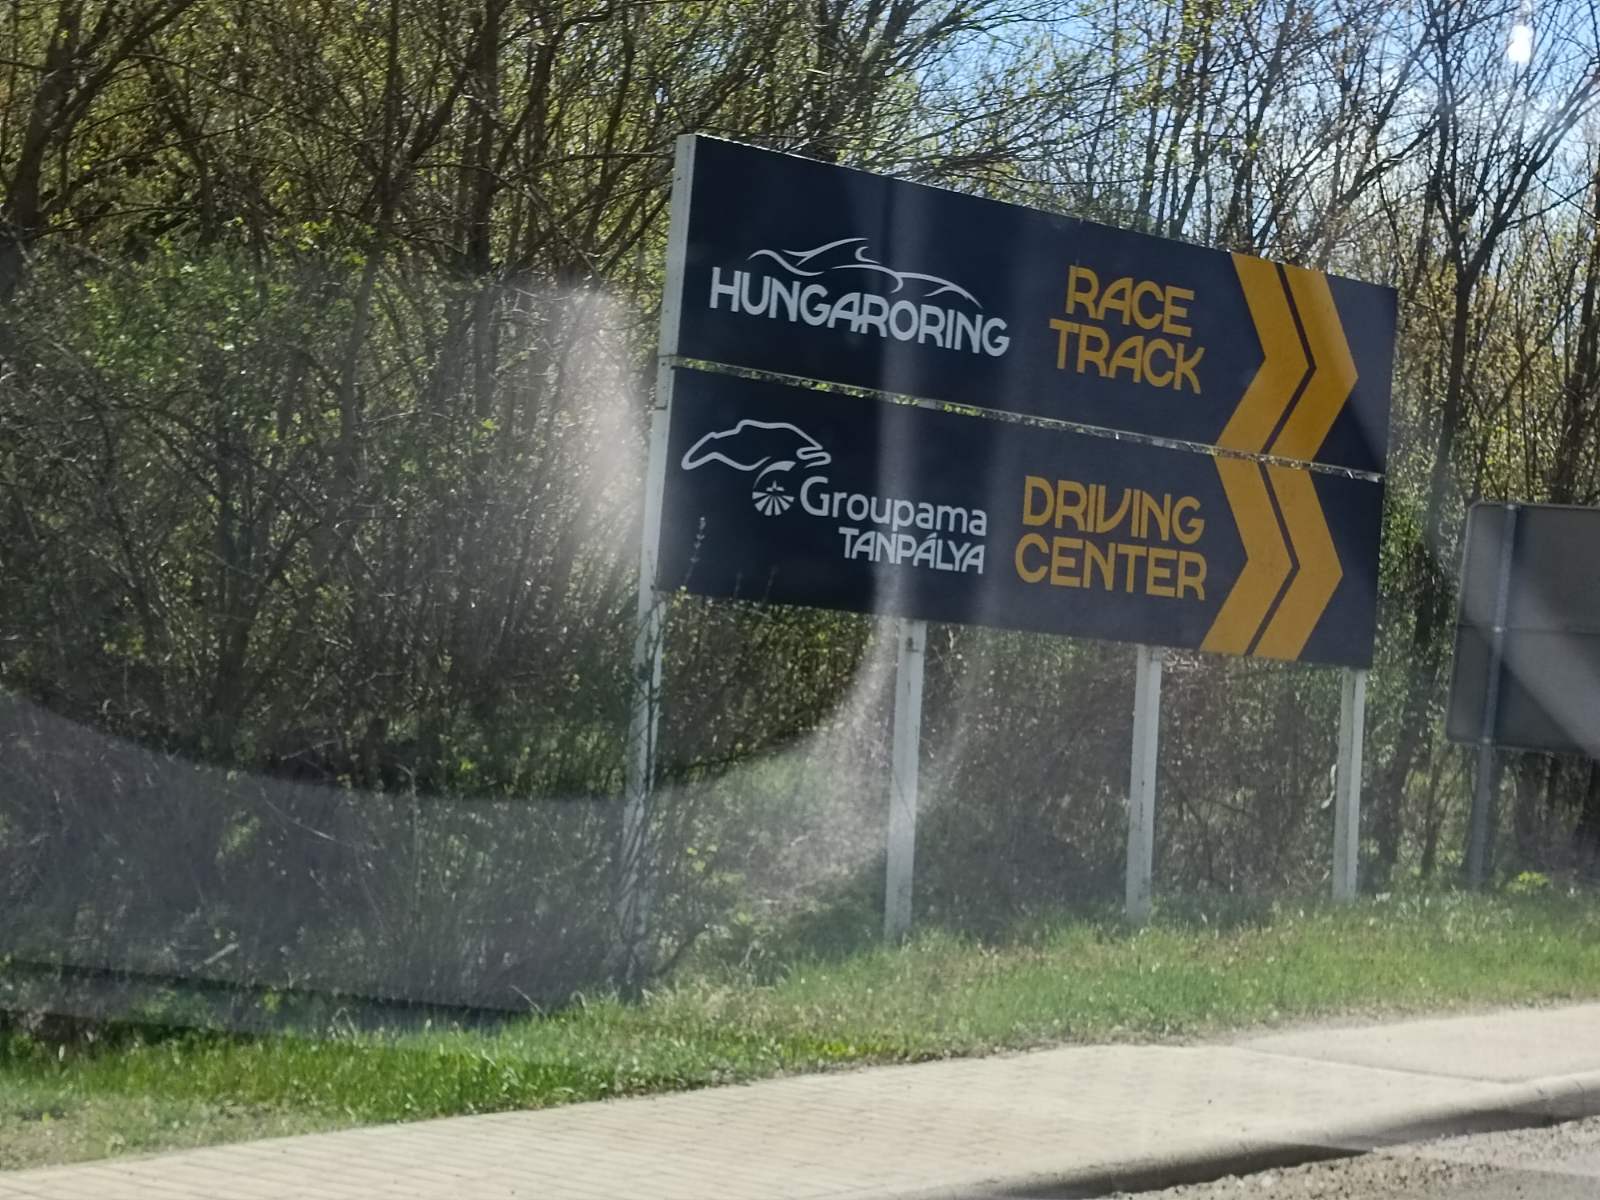 HUNGARORING
RACE
TRACK
Groupama
TANPÁLYA
DRIVING
CENTER